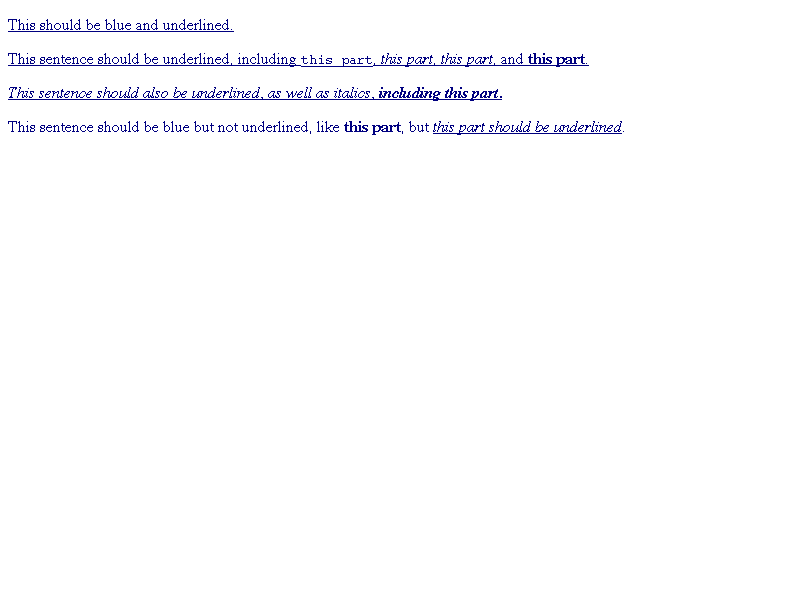 This should be blue and underlined.
This sentence should be underlined, including this part, this part, this part, and this part.
This sentence should also be underlined, as well as italics, including this part.
This sentence should be blue but not underlined, like this part, but this part should be underlined.